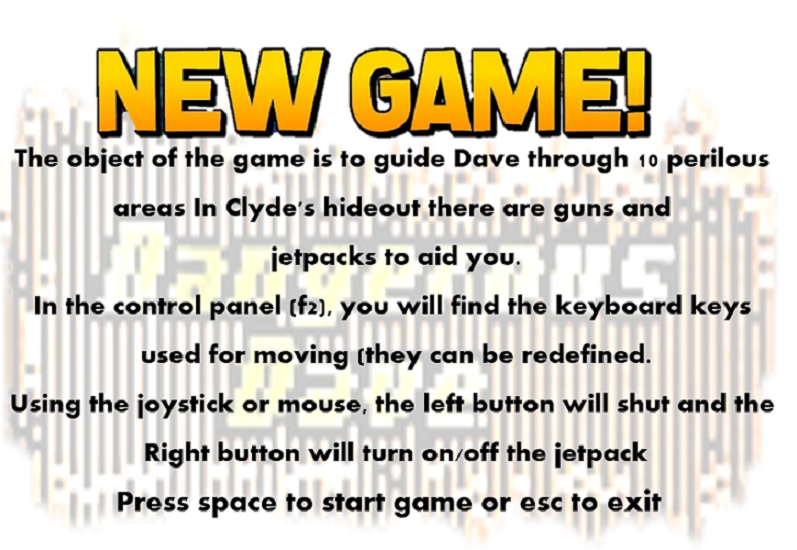 NEW GAME!
The object of the game is to guide Dave through 10 perilous
areas In Clyde's hideout there are guns and
jetpacks to aid you.
In the control panel (f2), you will find the keyboard keys
used for moving (they can be redefined.
Using the joystick or mouse, the left button will shut and the
Right button will turn on/off the jetpack
Press space to start game or esc to exit
Dangerous
Dave